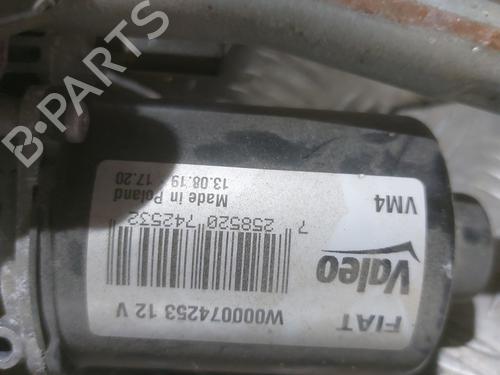 FIAT
W000074253 12 V
Valeo
7 258520 742532
VM4
Made in Poland
13.08.19 - 17.20
B-PARTS